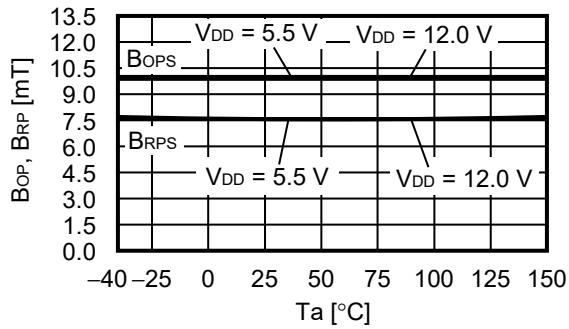 13.5
12.0
10.5
9.0
7.5
6.0
4.5
3.0
1.5
0.0
BOP, BRP [mT]
VDD = 5.5 V VDD = 12.0 V
BOPS
BRPS
VDD = 5.5 V VDD = 12.0 V
−40 −25 0 25 50 75 100 125 150
Ta [°C]